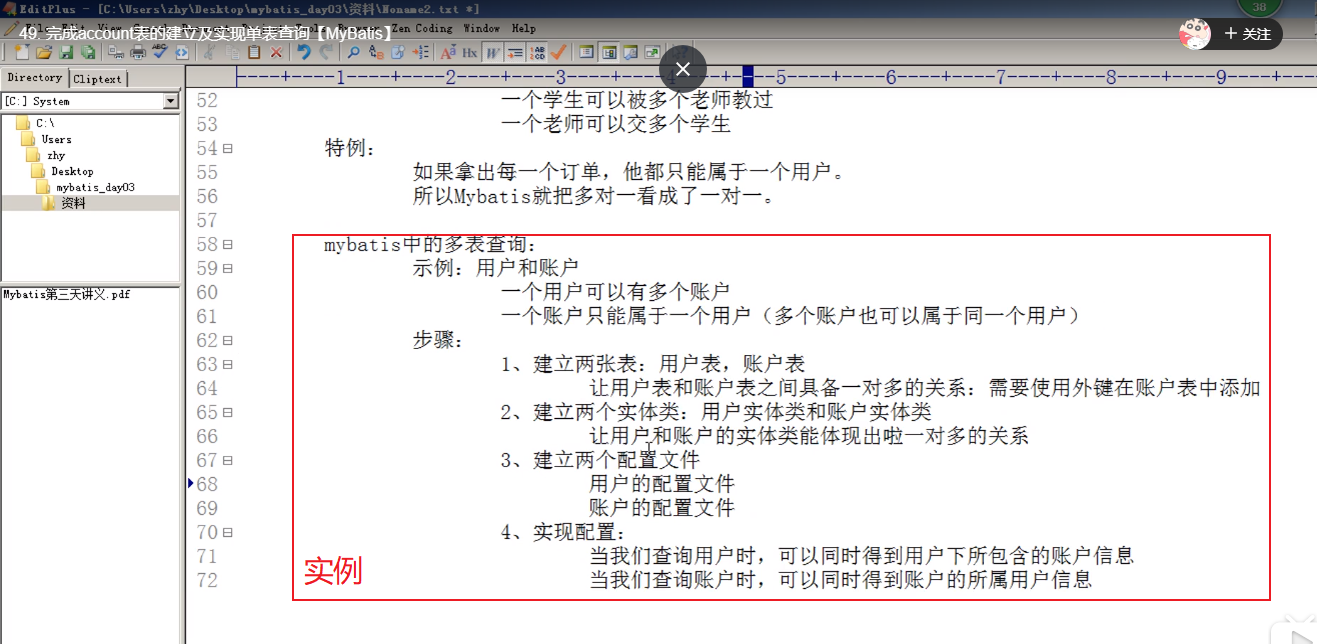 EditPlus - [C:\Users\zhy\Desktop\mybatis_day03\资料\Noname2.txt *]
38
49. 完成account表的建立及实现单表查询【MyBatis】
Zen Coding Window Help
+ 关注
Directory Cliptext
[C:] System
C:\
Users
zhy
Desktop
mybatis_day03
资料
Mybatis第三天讲义.pdf
1 2 3 4 5 6 7 8 9
52 一个学生可以被多个老师教过
53 一个老师可以交多个学生
54 特例：
55 如果拿出每一个订单，他都只能属于一个用户。
56 所以Mybatis就把多对一看成了一对一。
57
58 mybatis中的多表查询：
59 示例：用户和账户
60 一个用户可以有多个账户
61 一个账户只能属于一个用户（多个账户也可以属于同一个用户）
62 步骤：
63 1、建立两张表：用户表，账户表
64 让用户表和账户表之间具备一对多的关系：需要使用外键在账户表中添加
65 2、建立两个实体类：用户实体类和账户实体类
66 让用户和账户的实体类能体现出啦一对多的关系
67 3、建立两个配置文件
68 用户的配置文件
69 账户的配置文件
70 4、实现配置：
71 当我们查询用户时，可以同时得到用户下所包含的账户信息
72 当我们查询账户时，可以同时得到账户的所属用户信息
实例